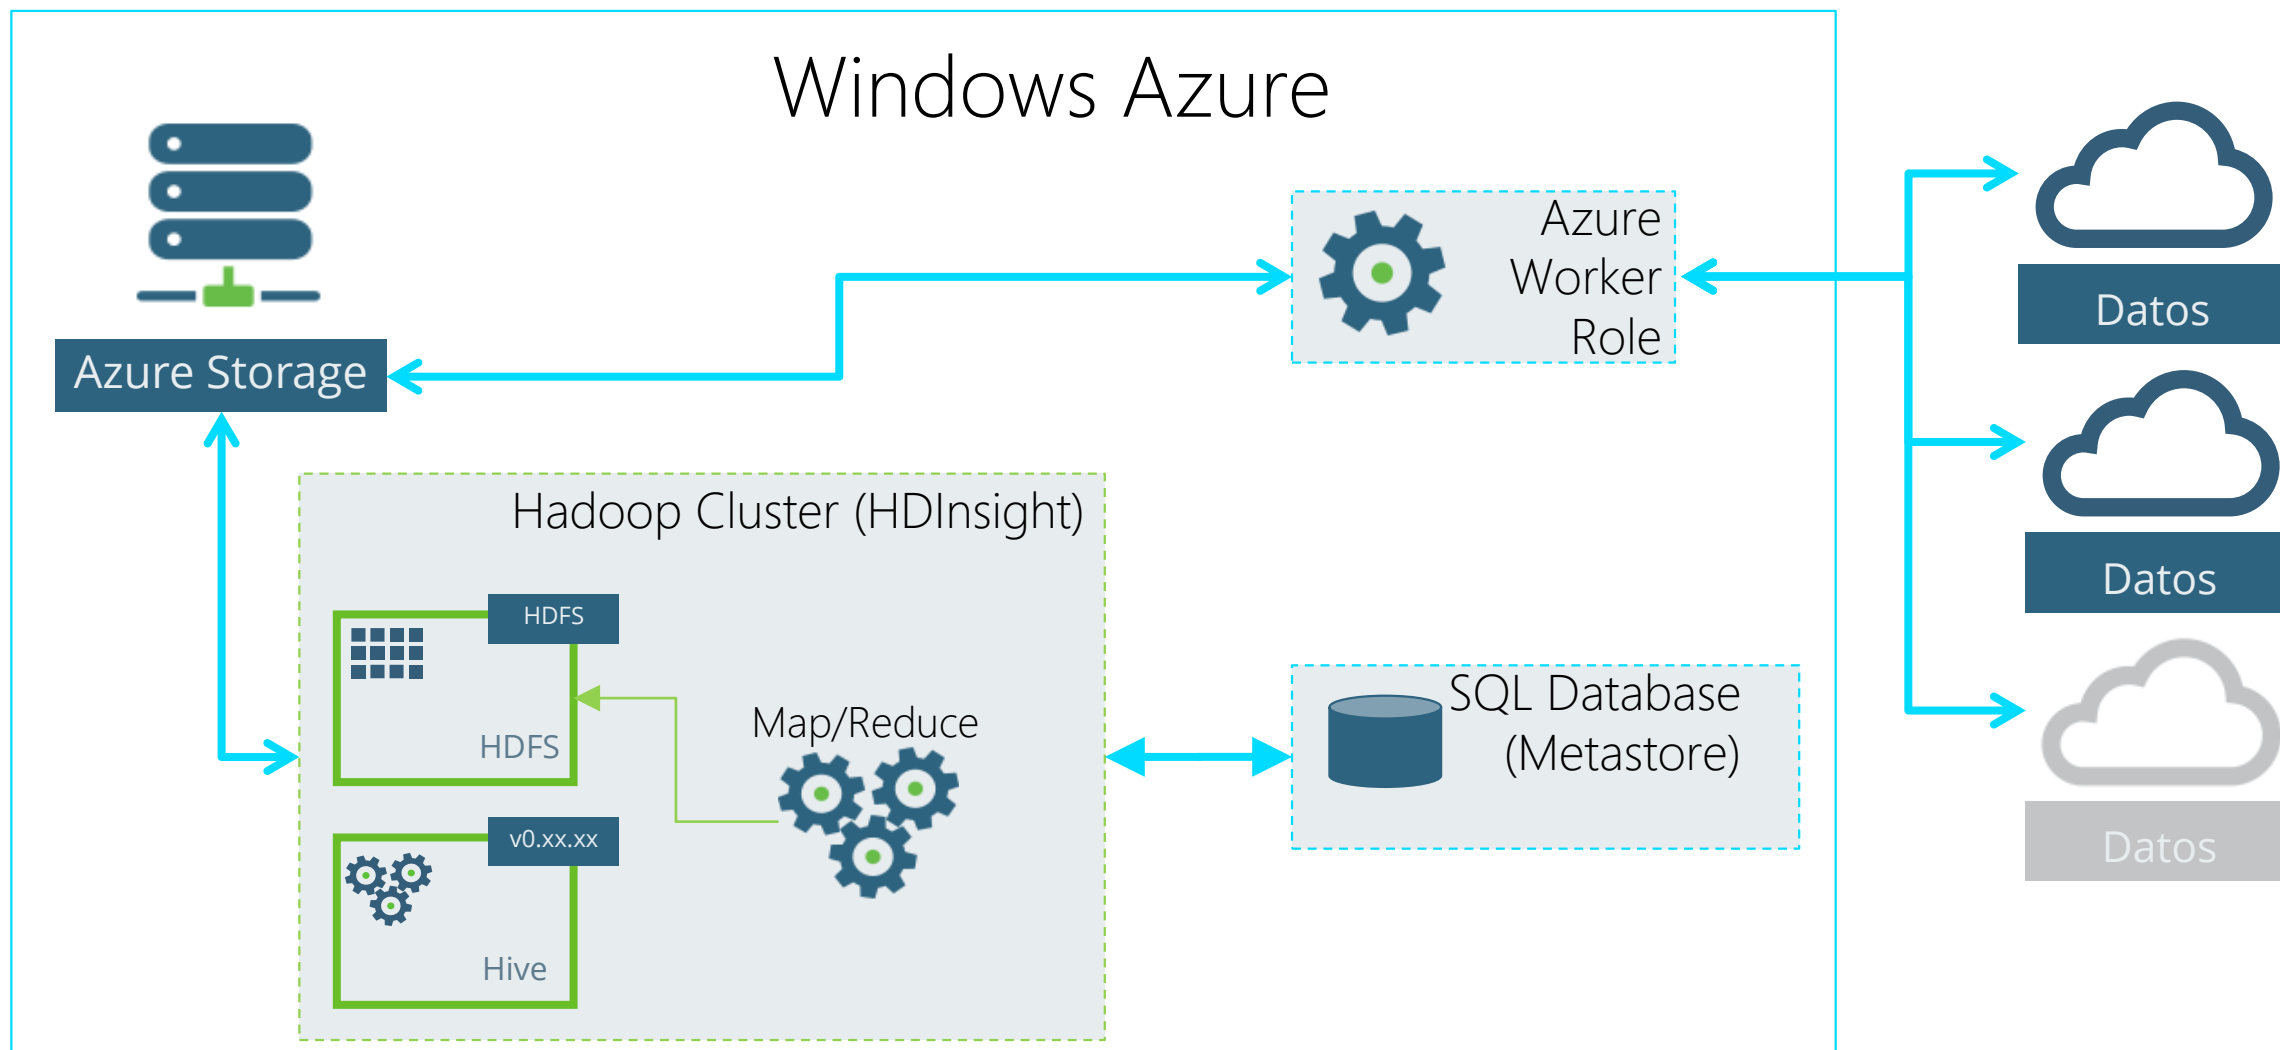 Windows Azure
Azure
Worker
Role
Datos
Azure Storage
Hadoop Cluster (HDInsight)
Datos
HDFS
HDFS
Map/Reduce
SQL Database
(Metastore)
v0.xx.xx
Hive
Datos